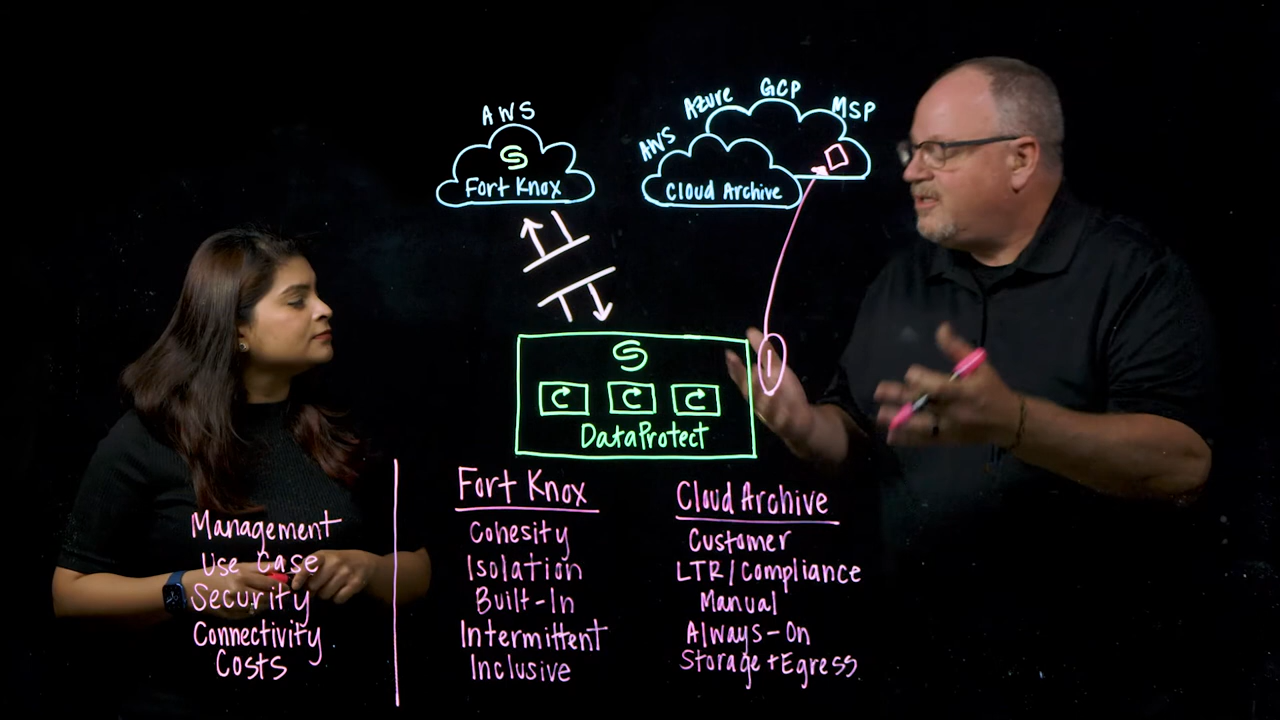 AWS
Fort Knox
AWS
Azure
GCP
MSP
Cloud Archive
1
DataProtect
Fort Knox
Cloud Archive
Management
Cohesity
Customer
Use Case
Isolation
LTR/Compliance
Security
Built-In
Manual
Connectivity
Intermittent
Always-On
Costs
Inclusive
Storage+Egress